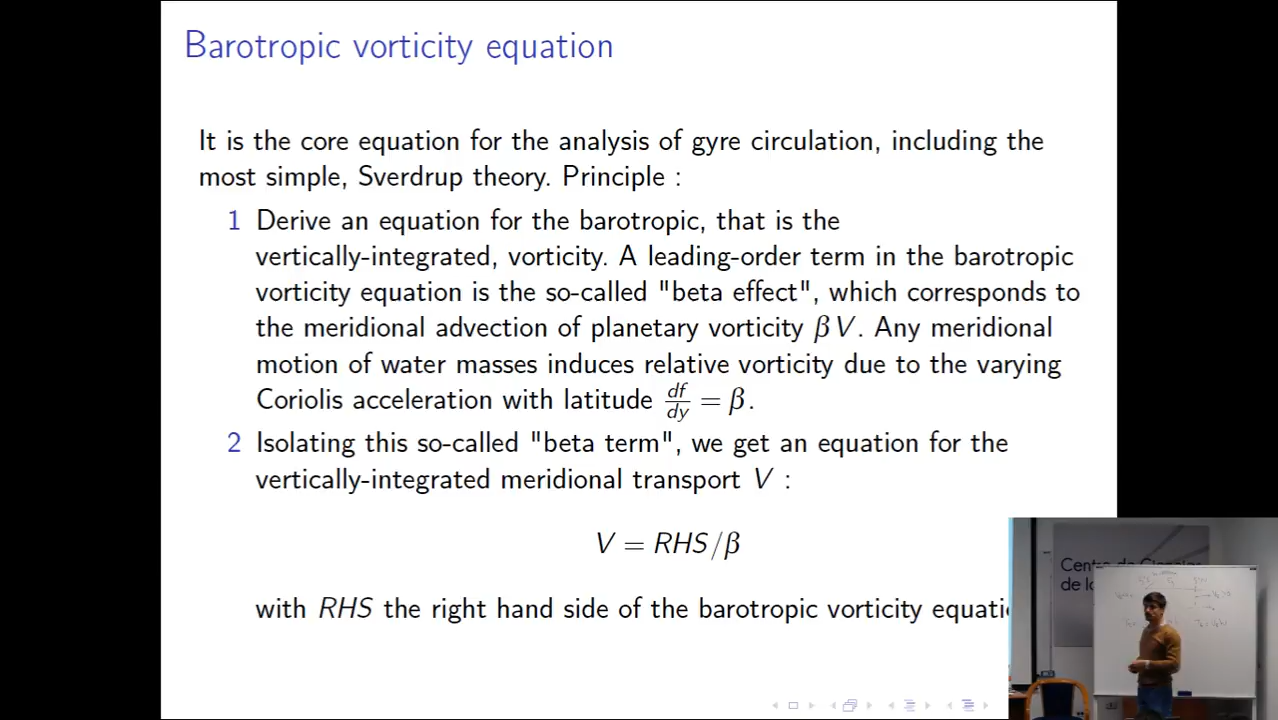 Barotropic vorticity equation
It is the core equation for the analysis of gyre circulation, including the
most simple, Sverdrup theory. Principle :
1 Derive an equation for the barotropic, that is the
vertically-integrated, vorticity. A leading-order term in the barotropic
vorticity equation is the so-called "beta effect", which corresponds to
the meridional advection of planetary vorticity βV. Any meridional
motion of water masses induces relative vorticity due to the varying
Coriolis acceleration with latitude df/dy = β.
2 Isolating this so-called "beta term", we get an equation for the
vertically-integrated meridional transport V :
V = RHS/β
with RHS the right hand side of the barotropic vorticity equati
Centro de Ciencias
de lo